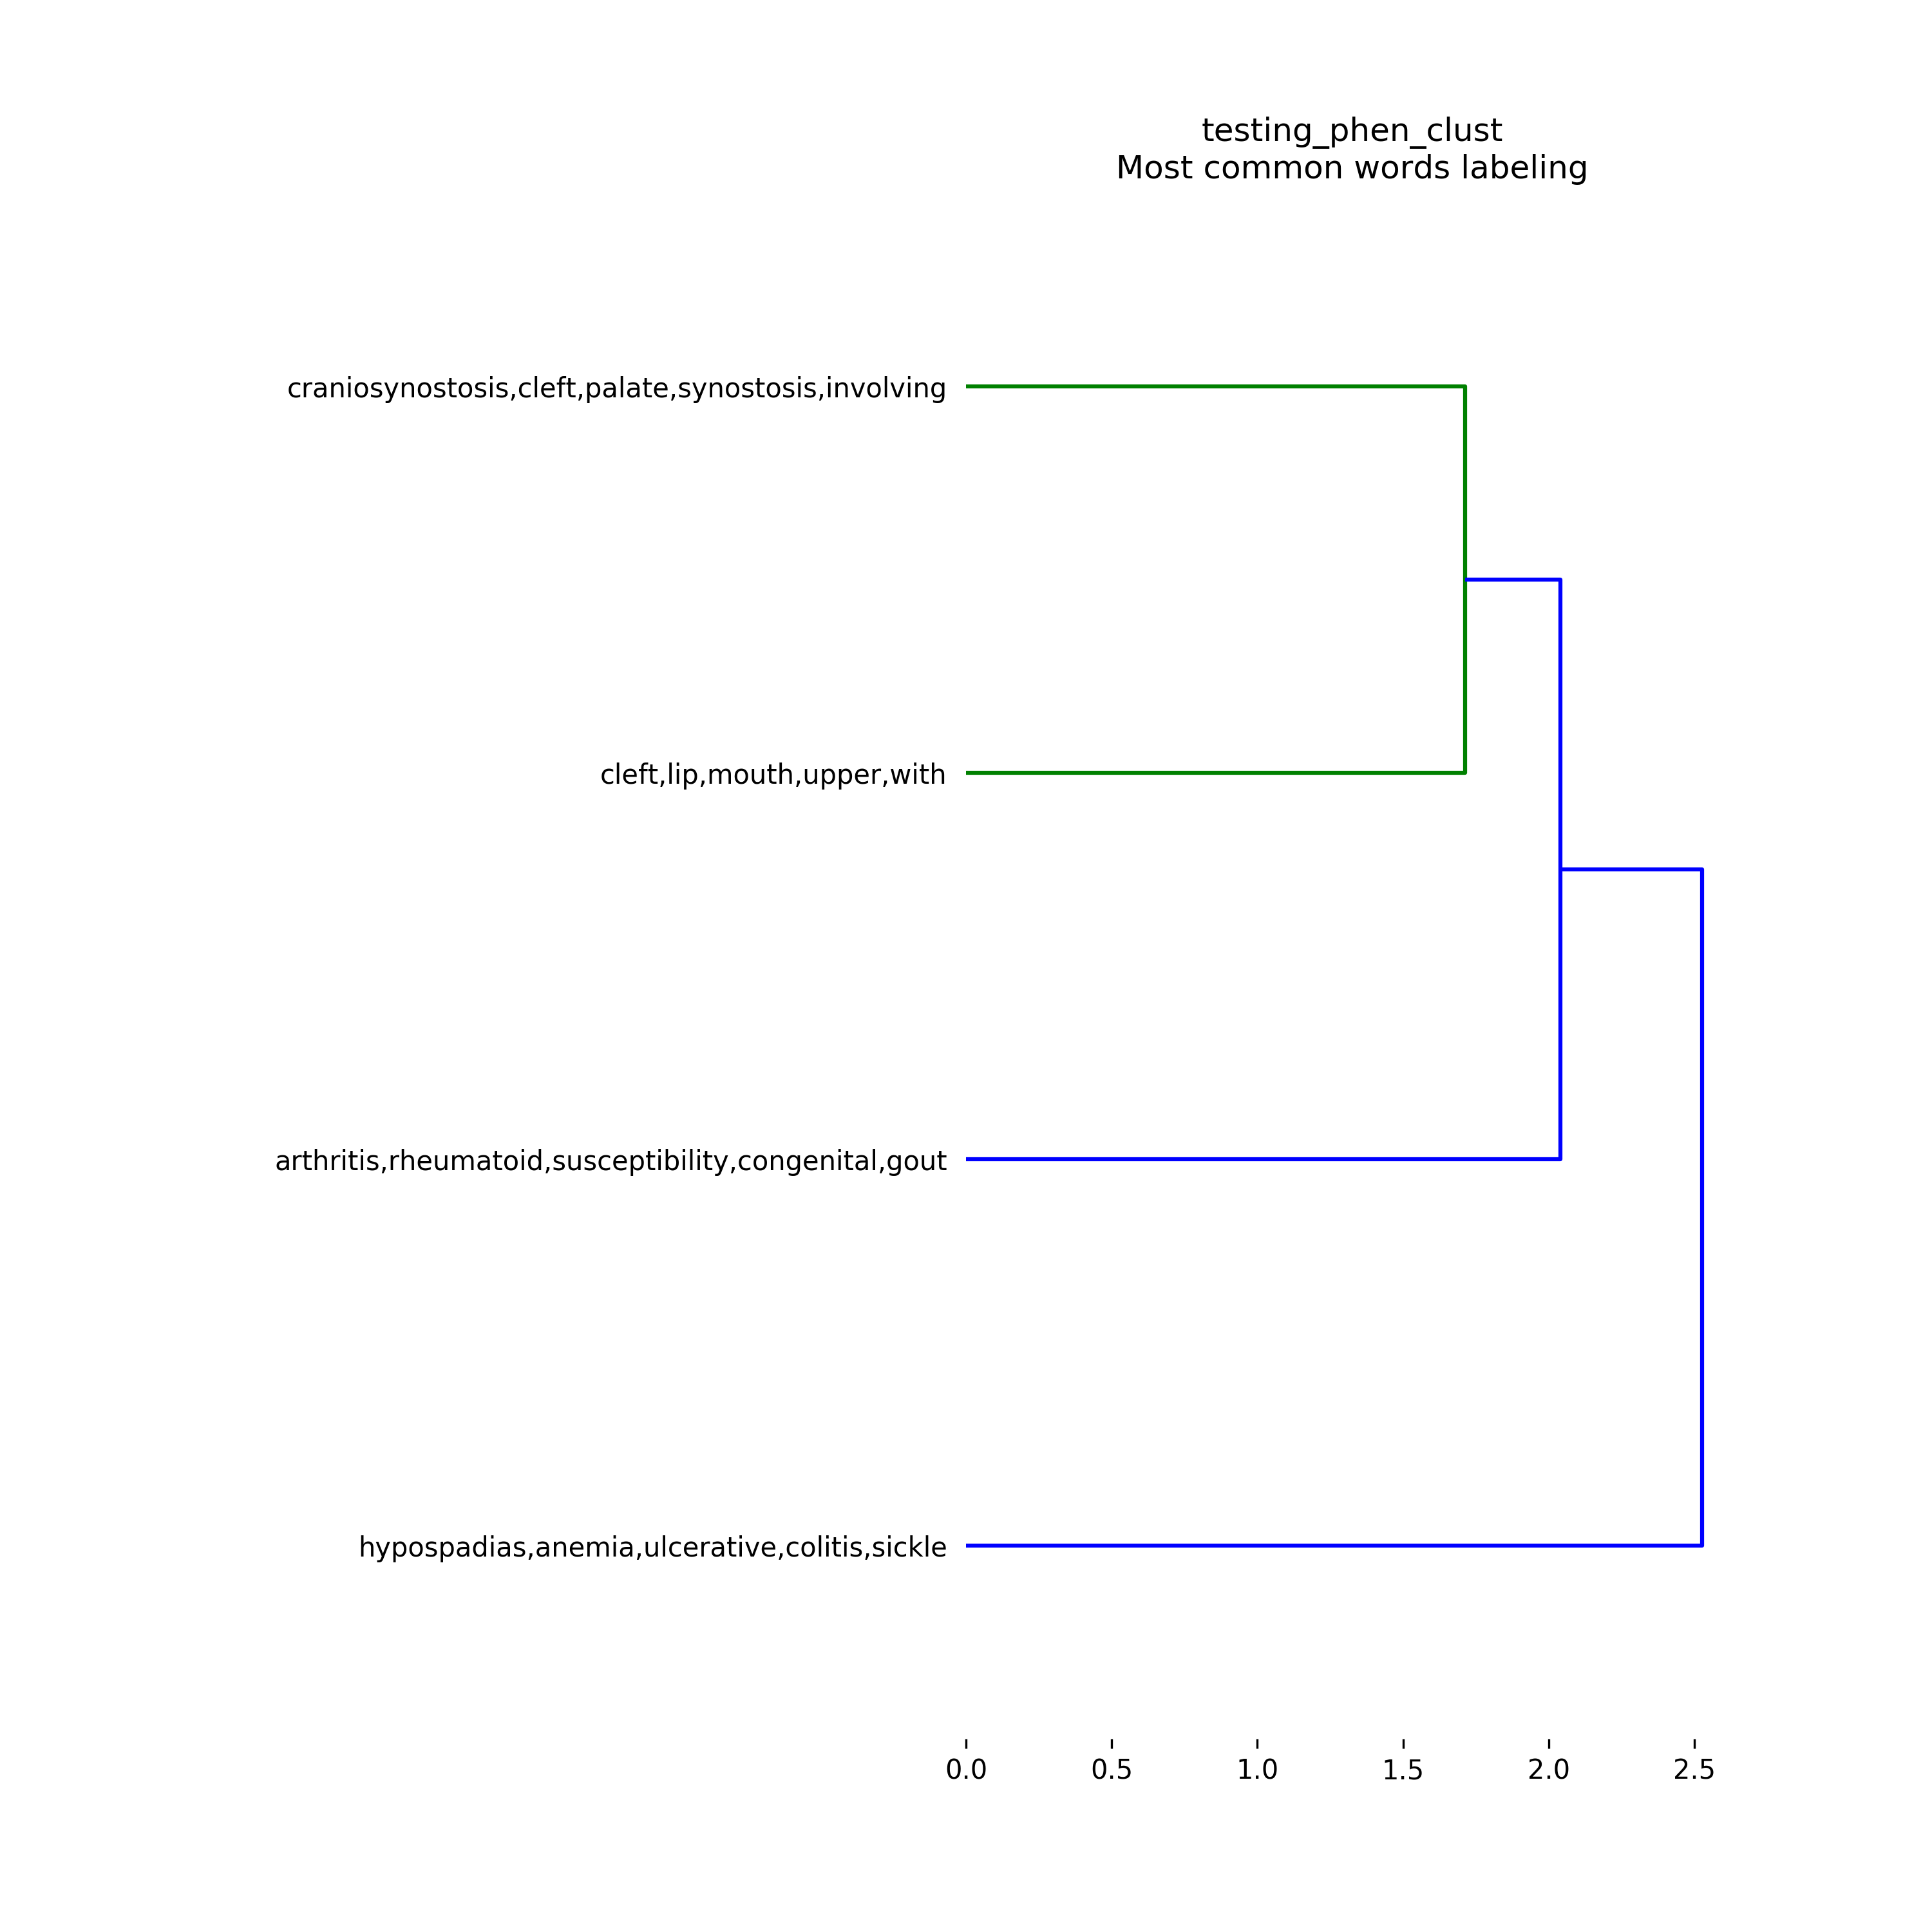 testing_phen_clust
Most common words labeling
craniosynostosis,cleft,palate,synostosis,involving
cleft,lip,mouth,upper,with
arthritis,rheumatoid,susceptibility,congenital,gout
hypospadias,anemia,ulcerative,colitis,sickle
0.0 0.5 1.0 1.5 2.0 2.5